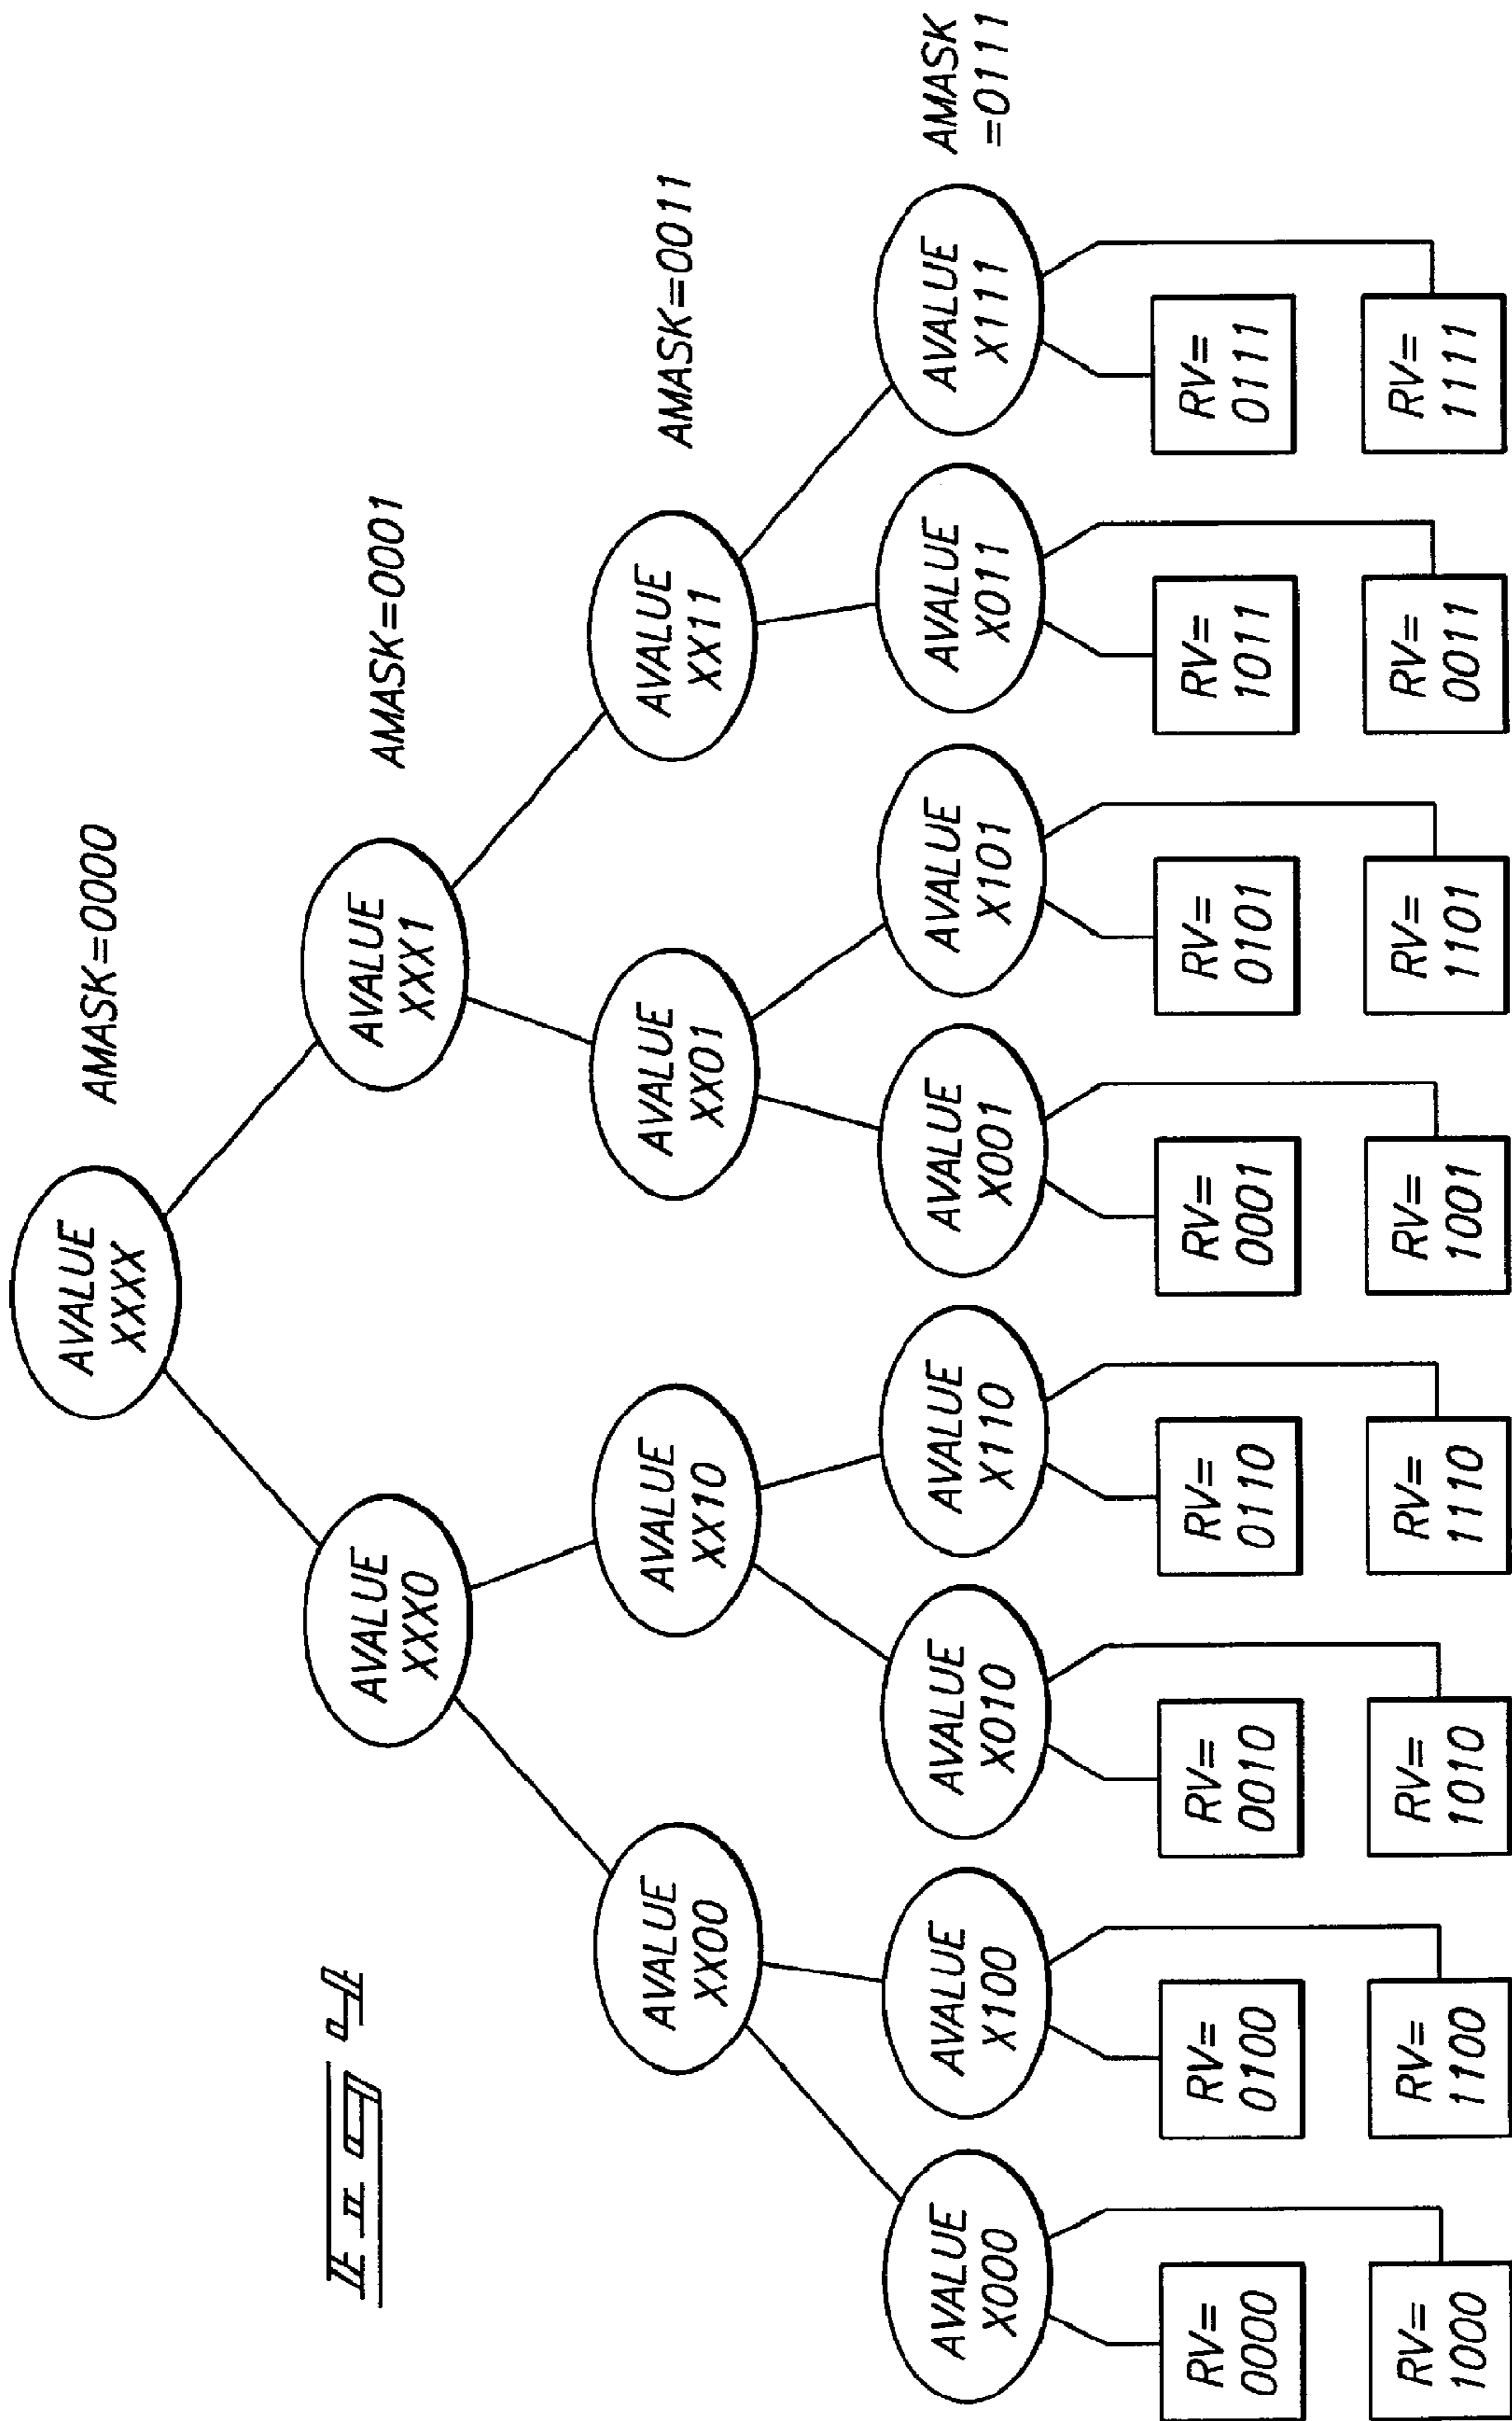 Fig 4
AVALUE
XXXX
AMASK=0000
AVALUE
XXX0
AVALUE
XXX1
AMASK=0001
AVALUE
XX00
AVALUE
XX10
AVALUE
XX01
AVALUE
XX11
AMASK=0011
AVALUE
X000
AVALUE
X100
AVALUE
X010
AVALUE
X110
AVALUE
X001
AVALUE
X101
AVALUE
X011
AVALUE
X111
AMASK
=0111
RV=
0000
RV=
0100
RV=
0010
RV=
0110
RV=
0001
RV=
0101
RV=
1011
RV=
0111
RV=
1000
RV=
1100
RV=
1010
RV=
1110
RV=
1001
RV=
1101
RV=
0011
RV=
1111